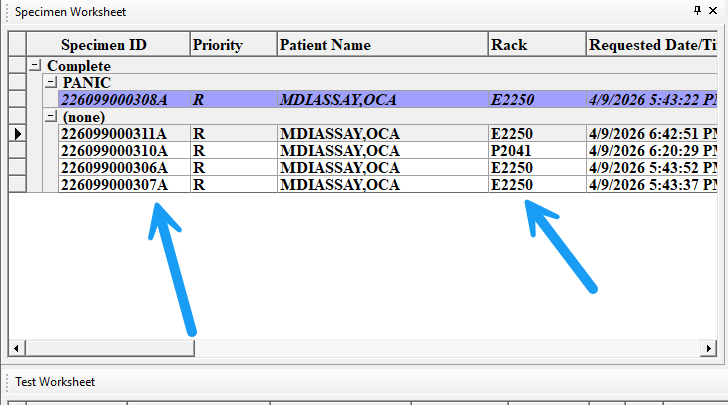 Specimen Worksheet
Specimen ID Priority Patient Name Rack Requested Date/Ti
Complete
PANIC
226099000308A R MDIASSAY,OCA E2250 4/9/2026 5:43:22 PM
(none)
226099000311A R MDIASSAY,OCA E2250 4/9/2026 6:42:51 PM
226099000310A R MDIASSAY,OCA P2041 4/9/2026 6:20:29 PM
226099000306A R MDIASSAY,OCA E2250 4/9/2026 5:43:52 PM
226099000307A R MDIASSAY,OCA E2250 4/9/2026 5:43:37 PM
Test Worksheet